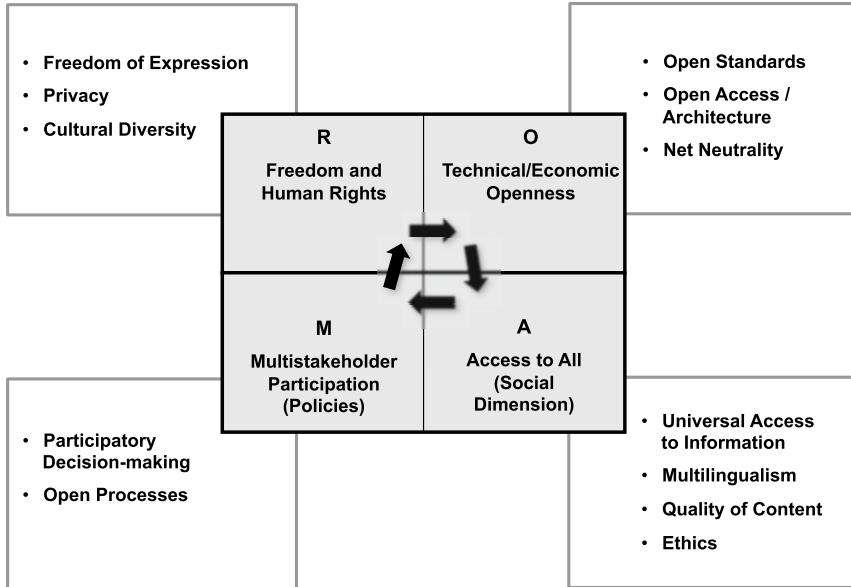 • Freedom of Expression
• Privacy
• Cultural Diversity
• Open Standards
• Open Access /
Architecture
• Net Neutrality
R
Freedom and
Human Rights
O
Technical/Economic
Openness
M
Multistakeholder
Participation
(Policies)
A
Access to All
(Social
Dimension)
• Participatory
Decision-making
• Open Processes
• Universal Access
to Information
• Multilingualism
• Quality of Content
• Ethics